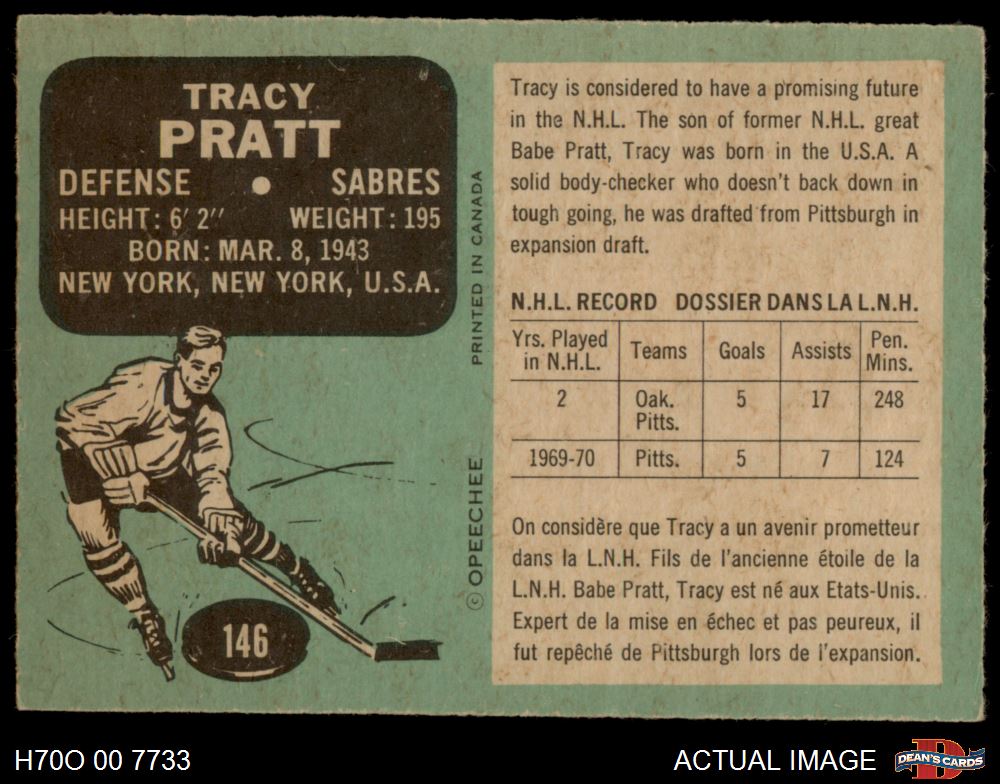 TRACY
PRATT
DEFENSE • SABRES
HEIGHT: 6' 2" WEIGHT: 195
BORN: MAR. 8, 1943
NEW YORK, NEW YORK, U.S.A.
146
© OPEECHEE PRINTED IN CANADA
Tracy is considered to have a promising future
in the N.H.L. The son of former N.H.L. great
Babe Pratt, Tracy was born in the U.S.A. A
solid body-checker who doesn't back down in
tough going, he was drafted from Pittsburgh in
expansion draft.
N.H.L. RECORD DOSSIER DANS LA L.N.H.
Yrs. Played in N.H.L. Teams Goals Assists Pen. Mins.
2 Oak. Pitts. 5 17 248
1969-70 Pitts. 5 7 124
On considère que Tracy a un avenir prometteur
dans la L.N.H. Fils de l'ancienne étoile de la
L.N.H. Babe Pratt, Tracy est né aux Etats-Unis.
Expert de la mise en échec et pas peureux, il
fut repêché de Pittsburgh lors de l'expansion.
H70O 00 7733
ACTUAL IMAGE
D
DEAN'S CARDS